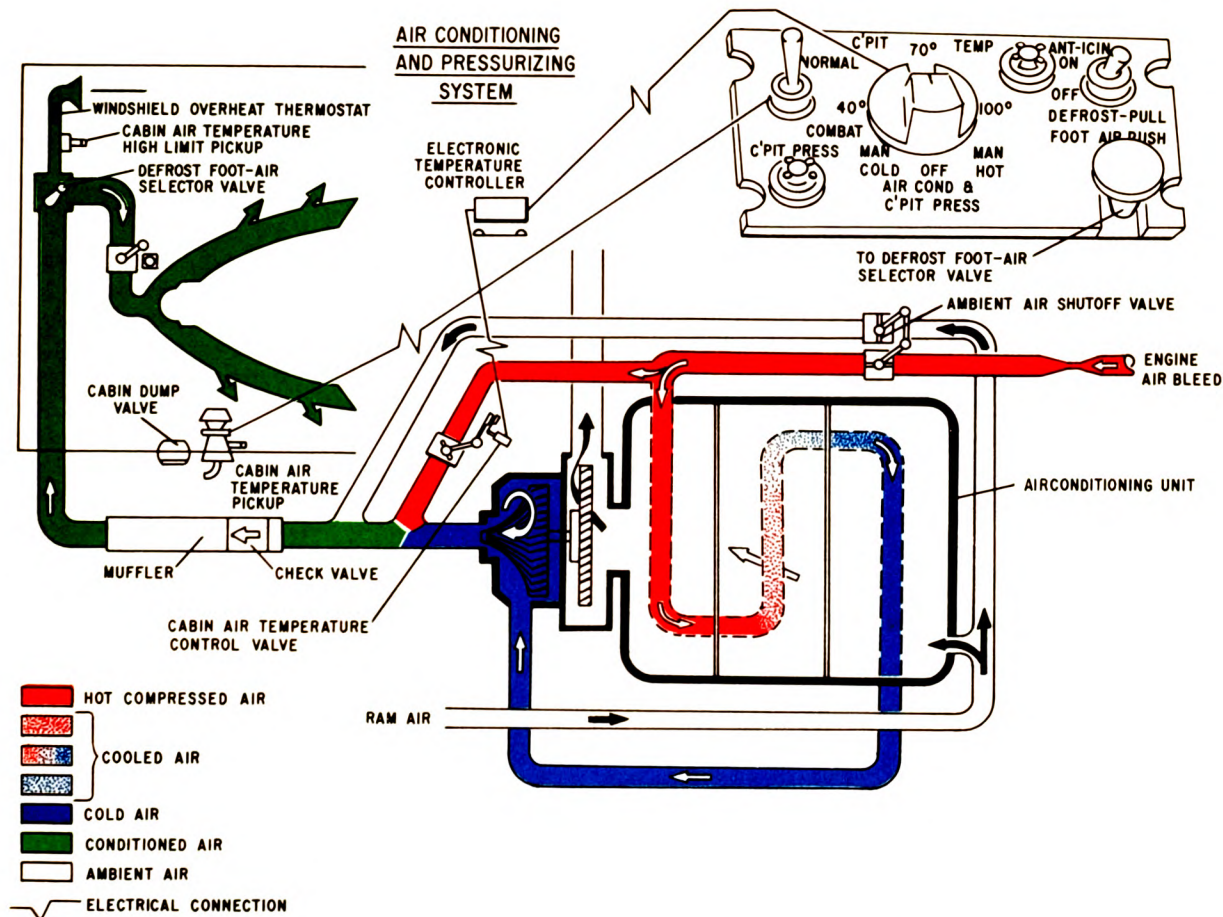 AIR CONDITIONING
AND PRESSURIZING
SYSTEM
C'PIT
70°
TEMP
ANT-ICIN
ON
NORMAL
OFF
40°
100°
DEFROST-PULL
FOOT AIR PUSH
COMBAT
C'PIT PRESS
MAN
COLD
OFF
MAN
HOT
AIR COND &
C'PIT PRESS
TO DEFROST FOOT-AIR
SELECTOR VALVE
WINDSHIELD OVERHEAT THERMOSTAT
CABIN AIR TEMPERATURE
HIGH LIMIT PICKUP
DEFROST FOOT-AIR
SELECTOR VALVE
ELECTRONIC
TEMPERATURE
CONTROLLER
AMBIENT AIR SHUTOFF VALVE
ENGINE
AIR BLEED
CABIN DUMP
VALVE
CABIN AIR
TEMPERATURE
PICKUP
AIRCONDITIONING UNIT
MUFFLER
CHECK VALVE
CABIN AIR TEMPERATURE
CONTROL VALVE
RAM AIR
HOT COMPRESSED AIR
COOLED AIR
COLD AIR
CONDITIONED AIR
AMBIENT AIR
ELECTRICAL CONNECTION